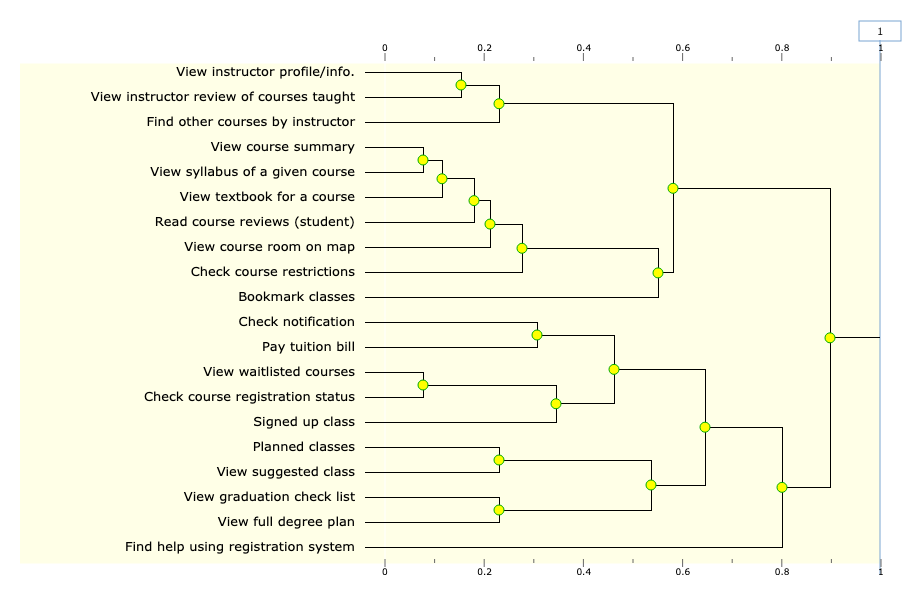 1
0 0.2 0.4 0.6 0.8 1
View instructor profile/info.
View instructor review of courses taught
Find other courses by instructor
View course summary
View syllabus of a given course
View textbook for a course
Read course reviews (student)
View course room on map
Check course restrictions
Bookmark classes
Check notification
Pay tuition bill
View waitlisted courses
Check course registration status
Signed up class
Planned classes
View suggested class
View graduation check list
View full degree plan
Find help using registration system
0 0.2 0.4 0.6 0.8 1